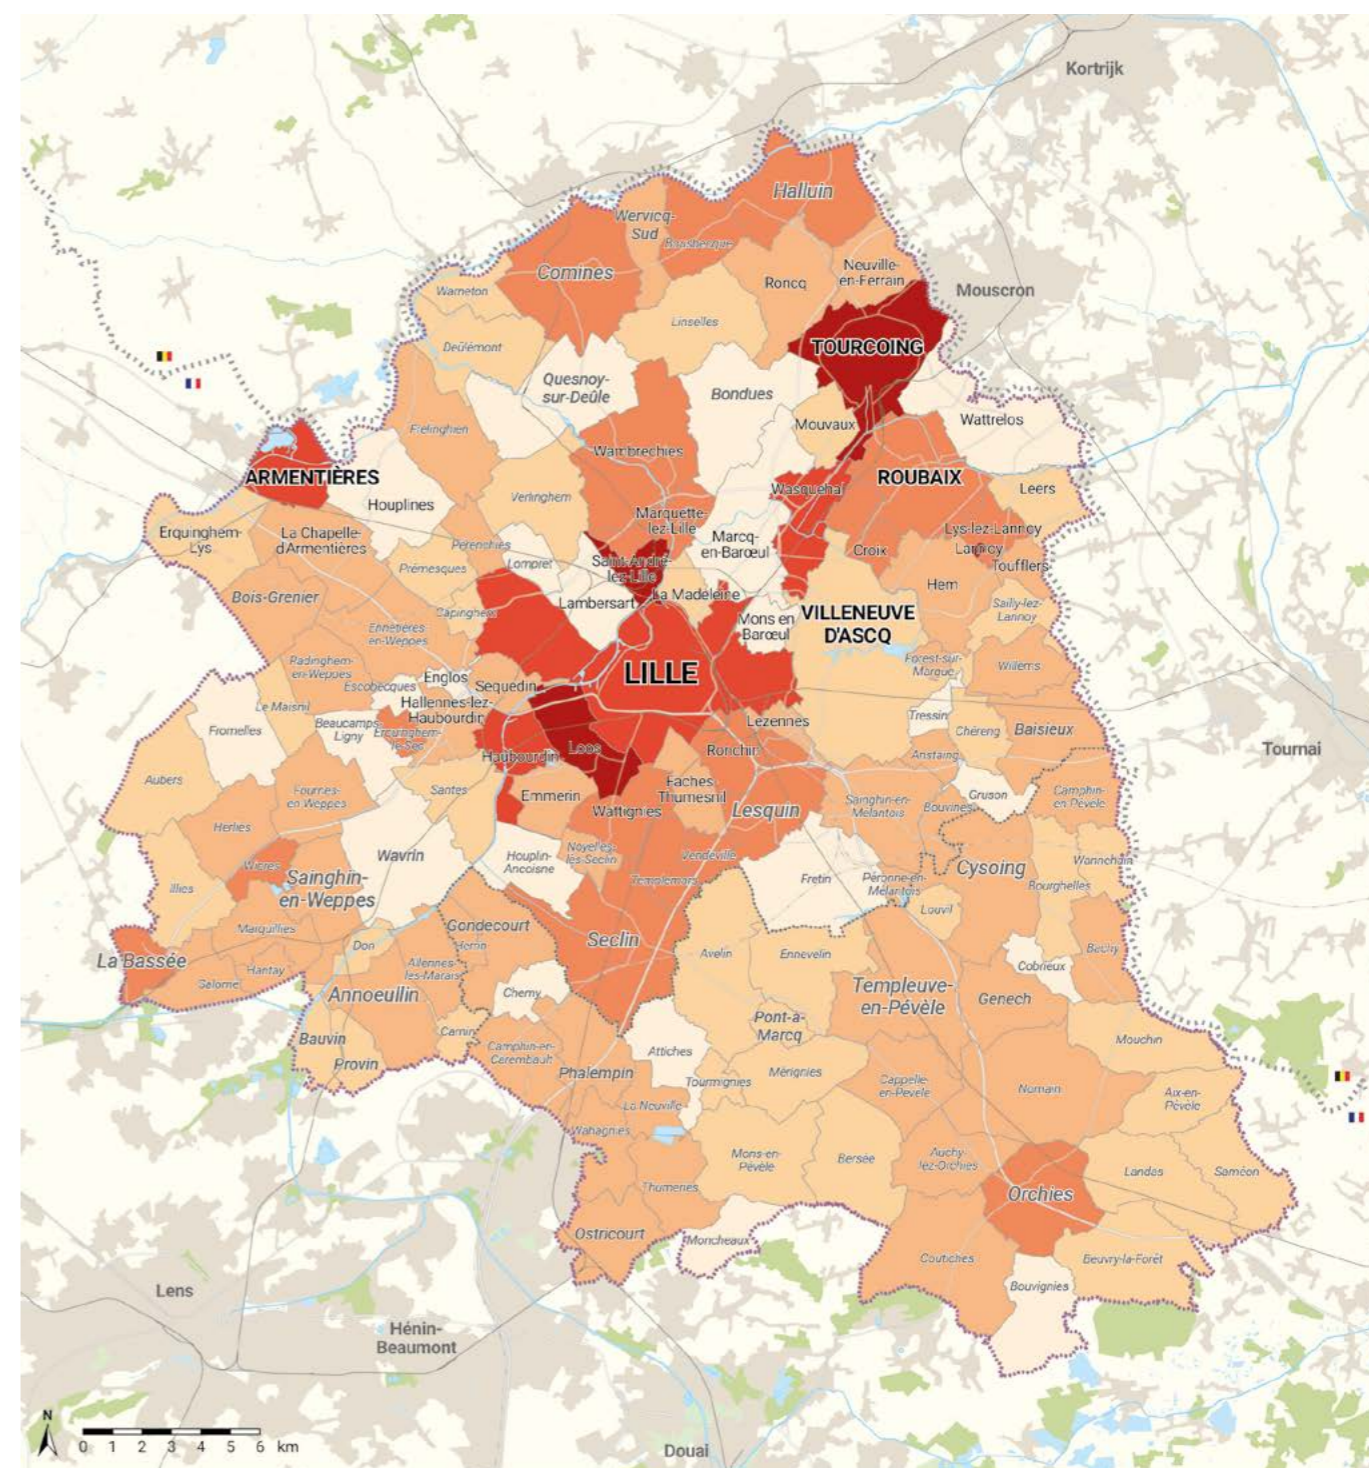 Kortrijk
Halluin
Wervicq-
Sud
Bousbecque
Comines
Neuville-
en-Ferrain
Roncq
Mouscron
Warneton
Linselles
Deûlémont
TOURCOING
Quesnoy-
sur-Deûle
Bondues
Mouvaux
Wattrelos
Frelinghien
Wambrechies
ARMENTIÈRES
ROUBAIX
Wasquehal
Leers
Houplines
Verlinghem
Marquette-
lez-Lille
Lys-lez-Lannoy
Erquinghem-
Lys
La Chapelle-
d'Armentières
Pérenchies
Marcq-
en-Barœul
Croix
Lannoy
Toufflers
Prémesques
Lompret
Saint-André-
lez-Lille
Hem
Bois-Grenier
La Madeleine
Lambersart
Sailly-lez-
Lannoy
Capinghem
Mons en
Barœul
VILLENEUVE
D'ASCQ
Ennetières
en-Weppes
Radinghem-
en-Weppes
Forest-sur-
Marque
Willems
LILLE
Englos
Escobecques
Sequedin
Le Maisnil
Hallennes-lez-
Haubourdin
Tressin
Fromelles
Beaucamps-
Ligny
Erquinghem-
le-Sec
Lezennes
Chéreng
Baisieux
Haubourdin
Loos
Ronchin
Anstaing
Tournai
Aubers
Fournes-
en-Weppes
Santes
Emmerin
Faches
Thumesnil
Gruson
Camphin-
en-Pévèle
Wattignies
Lesquin
Sainghin-en-
Mélantois
Bouvines
Herlies
Wavrin
Houplin-
Ancoisne
Noyelles-
lès-Seclin
Vendeville
Wannehain
Wicres
Sainghin-
en-Weppes
Templemars
Fretin
Péronne-en-
Mélantois
Cysoing
Bourghelles
Illies
Louvil
Marquillies
Gondecourt
Seclin
Don
Herrin
Avelin
Ennevelin
Bachy
La Bassée
Hantay
Allennes-
les-Marais
Cobrieux
Salomé
Annoeullin
Chemy
Templeuve-
en-Pévèle
Genech
Pont-à-
Marcq
Bauvin
Carnin
Mouchin
Provin
Camphin-en-
Carembault
Attiches
Phalempin
Tourmignies
Mérignies
Cappelle-
en-Pévèle
Nomain
Aix-en-
Pévèle
La Neuville
Wahagnies
Mons-en-
Pévèle
Bersée
Auchy-
lez-Orchies
Landas
Saméon
Thumeries
Orchies
Ostricourt
Moncheaux
Coutiches
Beuvry-la-Forêt
Bouvignies
Lens
Hénin-
Beaumont
N
0 1 2 3 4 5 6 km
Douai